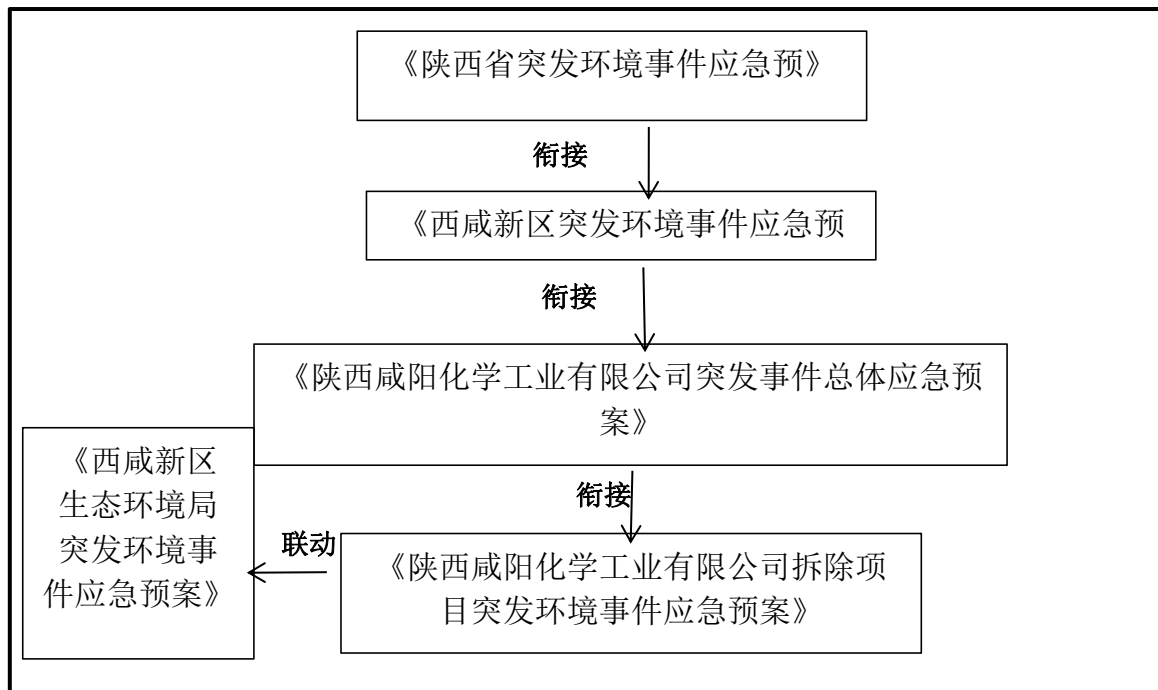 《陕西省突发环境事件应急预》
衔接
《西咸新区突发环境事件应急预
衔接
《陕西咸阳化学工业有限公司突发事件总体应急预
案》
《西咸新区
生态环境局
突发环境事
件应急预案》
衔接
联动
《陕西咸阳化学工业有限公司拆除项
目突发环境事件应急预案》